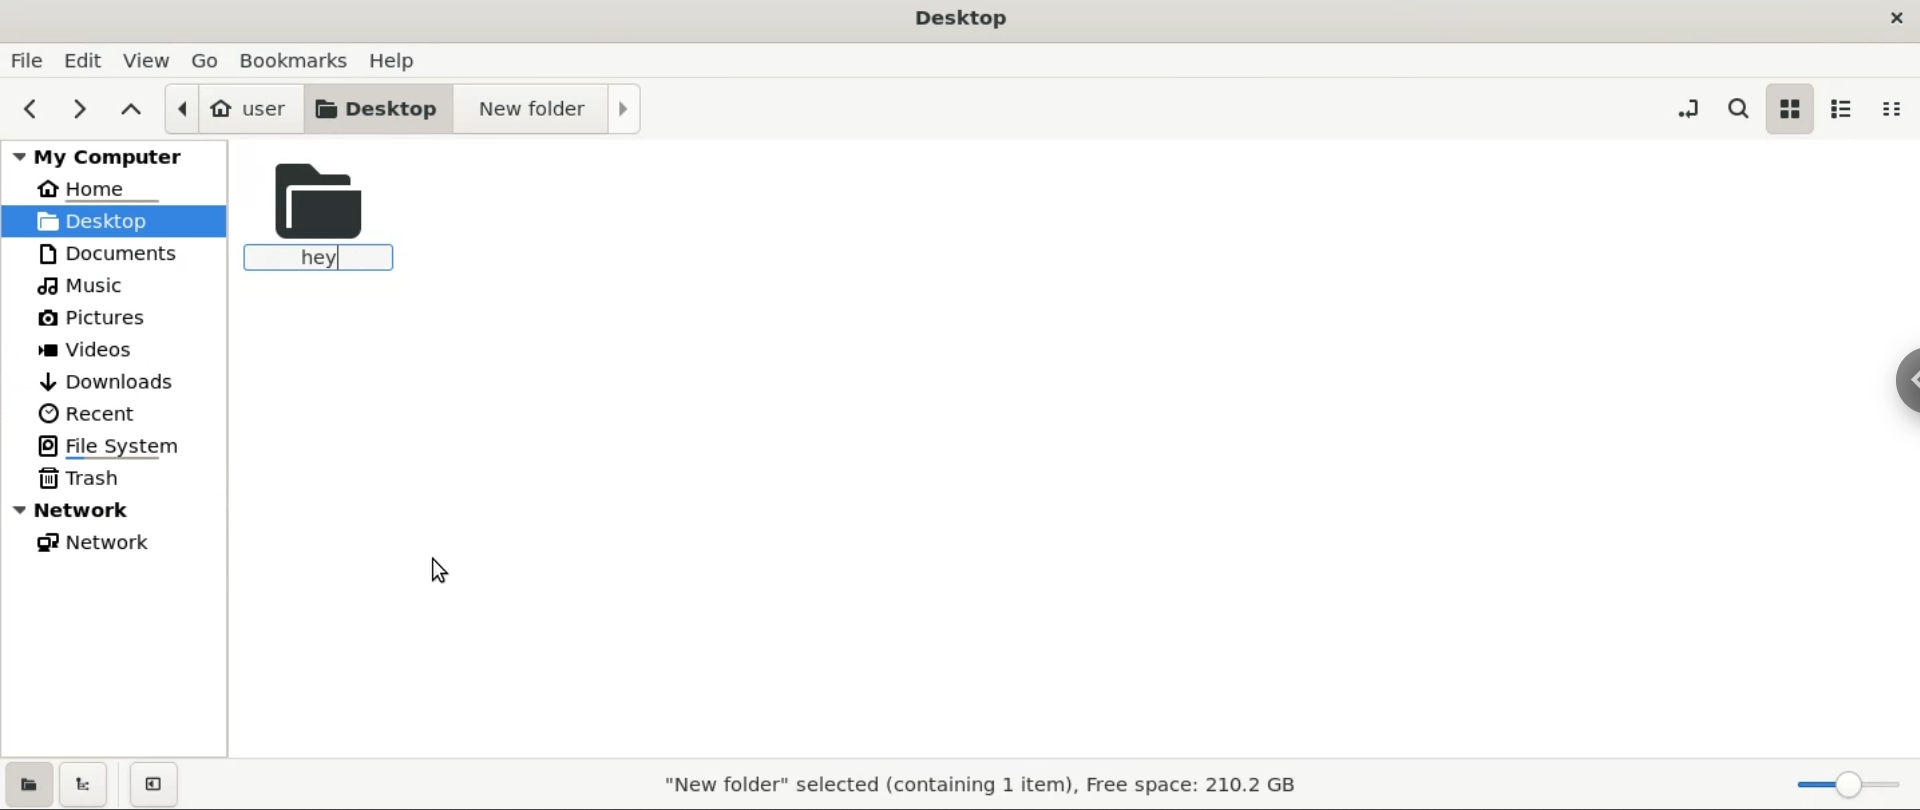 Desktop
File Edit View Go Bookmarks Help
user Desktop New folder
My Computer
Home
Desktop
Documents
Music
Pictures
Videos
Downloads
Recent
File System
Trash
Network
Network
hey
"New folder" selected (containing 1 item), Free space: 210.2 GB